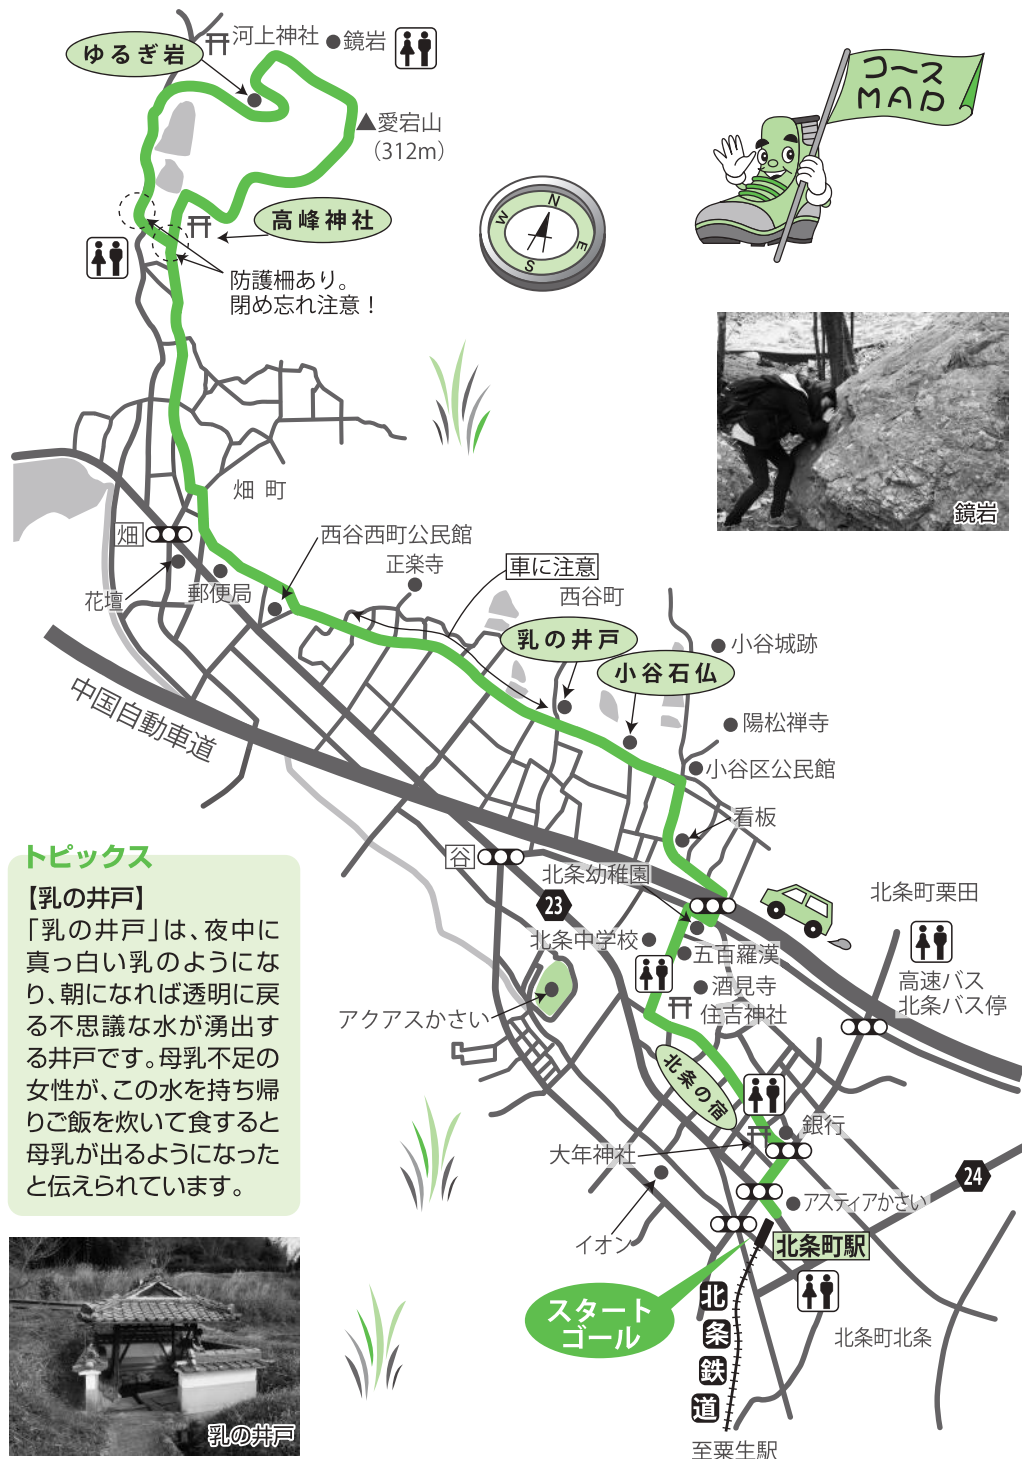 コース
MAP
河上神社
鏡岩
ゆるぎ岩
▲愛宕山
（312m）
高峰神社
防護柵あり。
閉め忘れ注意！
N
E
S
W
鏡岩
畑町
畑
花壇
郵便局
西谷西町公民館
正楽寺
車に注意
西谷町
乳の井戸
小谷石仏
小谷城跡
陽松禅寺
小谷区公民館
看板
中国自動車道
谷
23
北条幼稚園
北条中学校
五百羅漢
酒見寺
住吉神社
アクアスかさい
北条町栗田
高速バス
北条バス停
北条の宿
銀行
大年神社
イオン
アスティアかさい
24
北条町駅
スタート
ゴール
北条鉄道
北条町北条
至粟生駅
トピックス
【乳の井戸】
「乳の井戸」は、夜中に
真っ白い乳のようにな
り、朝になれば透明に戻
る不思議な水が湧出す
る井戸です。母乳不足の
女性が、この水を持ち帰
りご飯を炊いて食すると
母乳が出るようになった
と伝えられています。
乳の井戸